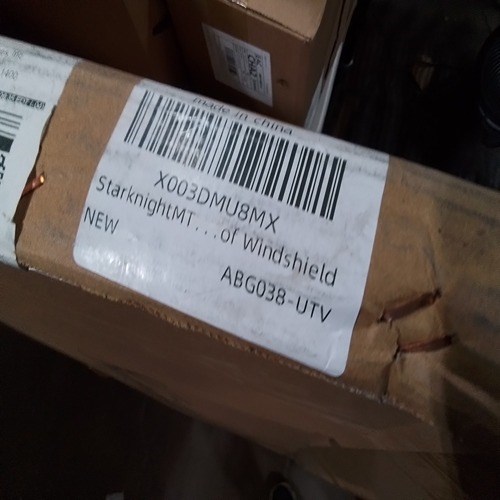 made in china
X003DMU8MX
StarknightMT...of Windshield
NEW
ABG038-UTV